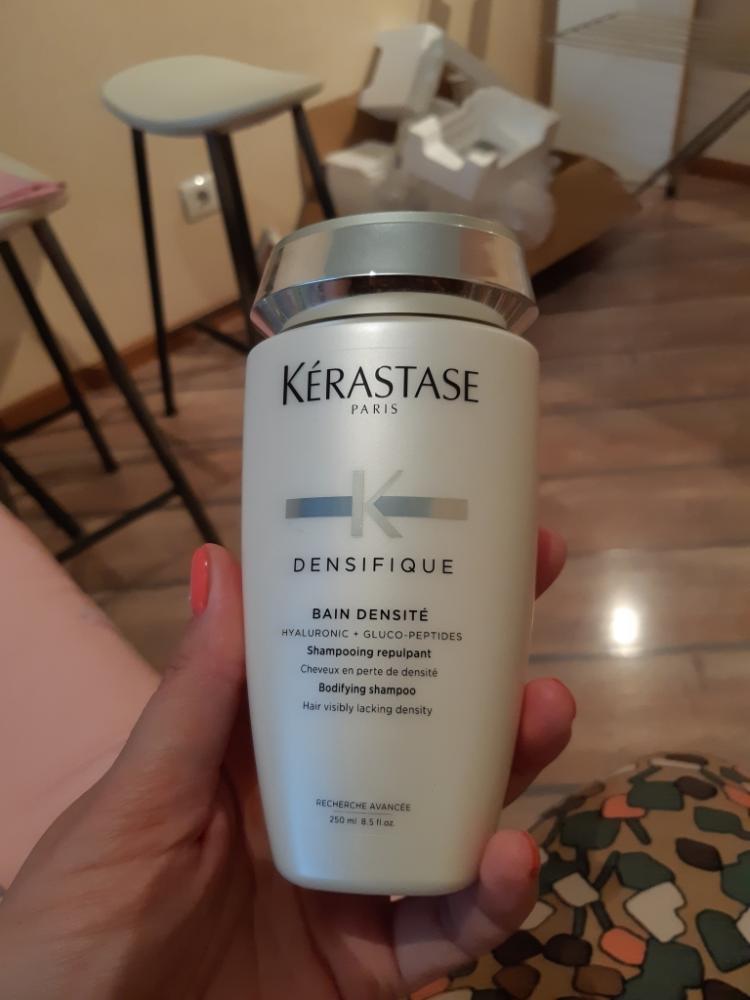 KÉRASTASE
PARIS
K
DENSIFIQUE
BAIN DENSITÉ
HYALURONIC + GLUCO-PEPTIDES
Shampooing repulpant
Cheveux en perte de densité
Bodifying shampoo
Hair visibly lacking density
RECHERCHE AVANCÉE
250 ml 8.5 fl oz